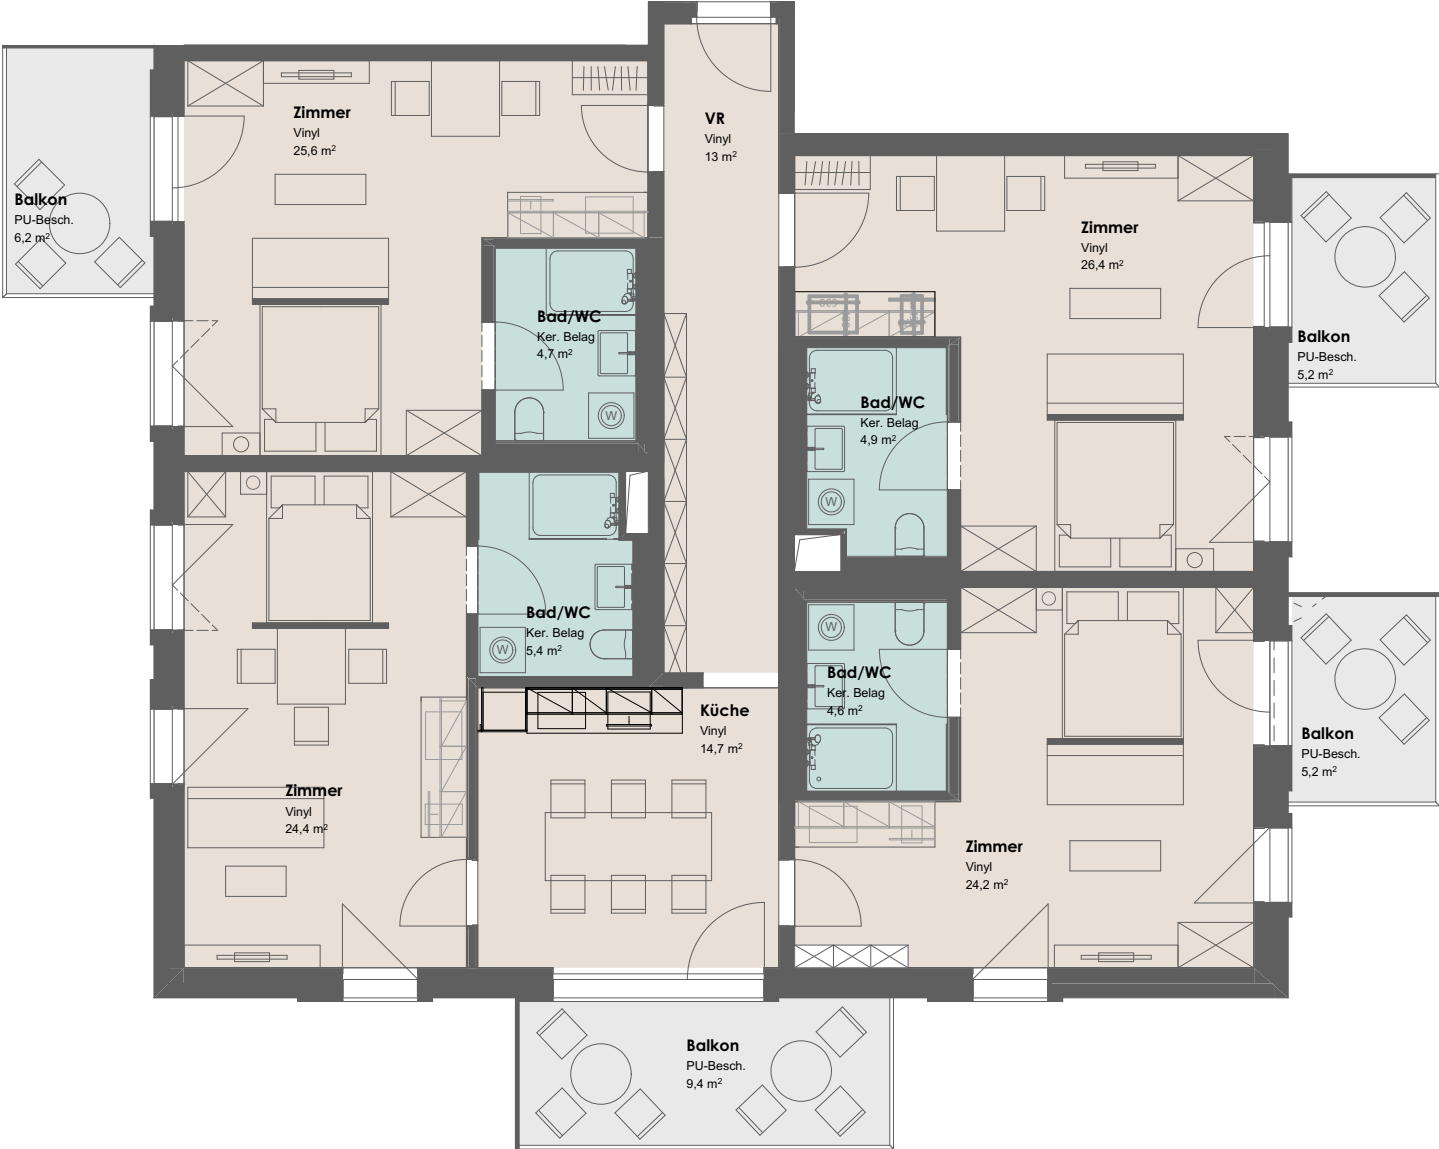 Zimmer
Vinyl
25,6 m²
VR
Vinyl
13 m²
Balkon
PU-Besch.
6,2 m²
Zimmer
Vinyl
26,4 m²
Bad/WC
Ker. Belag
4,7 m²
W
Balkon
PU-Besch.
5,2 m²
Bad/WC
Ker. Belag
4,9 m²
W
Bad/WC
Ker. Belag
5,4 m²
W
W
Bad/WC
Ker. Belag
4,6 m²
Küche
Vinyl
14,7 m²
Balkon
PU-Besch.
5,2 m²
Zimmer
Vinyl
24,4 m²
Zimmer
Vinyl
24,2 m²
Balkon
PU-Besch.
9,4 m²